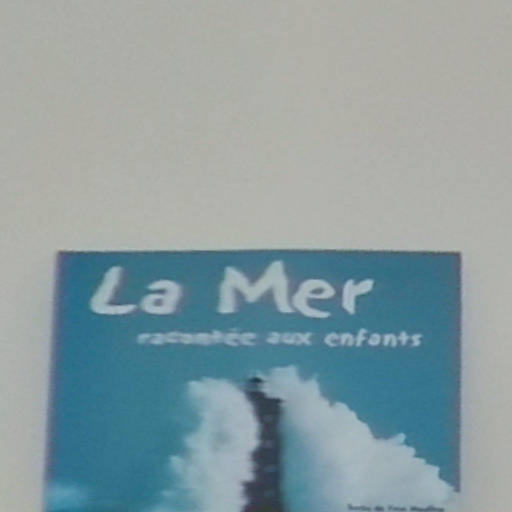 La Mer
racontée aux enfants